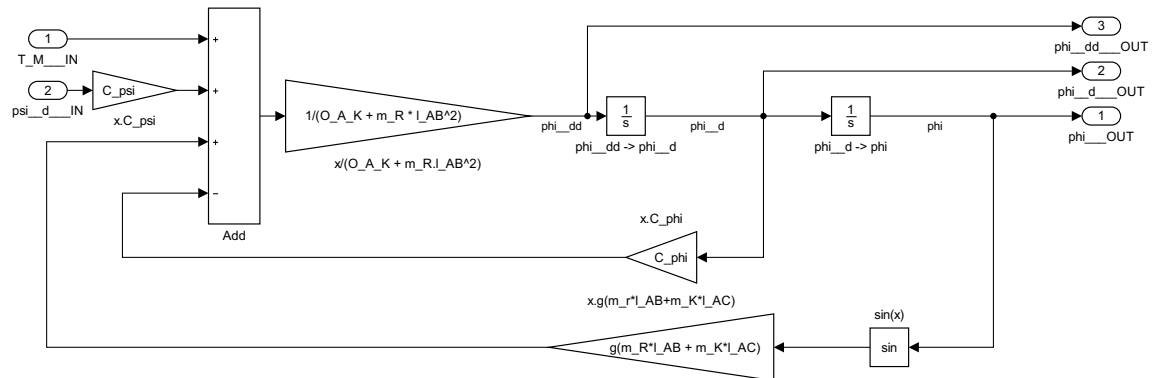 1
T_M___IN
2
psi__d___IN
C_psi
x.C_psi
+
+
+
−
Add
1/(O_A_K + m_R * l_AB^2)
x/(O_A_K + m_R.l_AB^2)
phi__dd
1
s
phi__dd -> phi__d
phi__d
1
s
phi__d -> phi
phi
3
phi__dd___OUT
2
phi__d___OUT
1
phi___OUT
x.C_phi
C_phi
x.g(m_r*l_AB+m_K*l_AC)
g(m_R*l_AB + m_K*l_AC)
sin(x)
sin